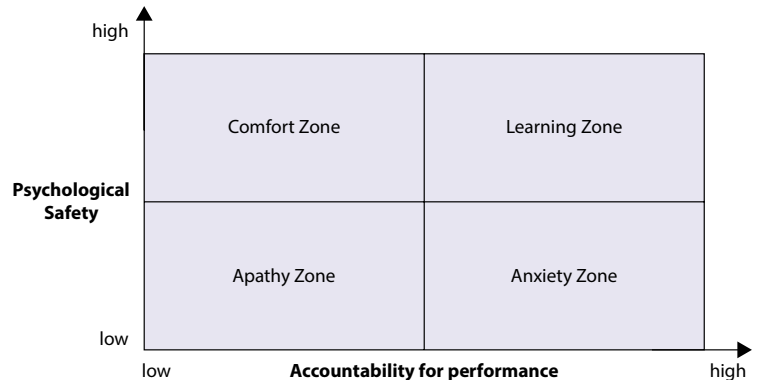 high
Comfort Zone
Learning Zone
Psychological
Safety
Apathy Zone
Anxiety Zone
low
low
Accountability for performance
high